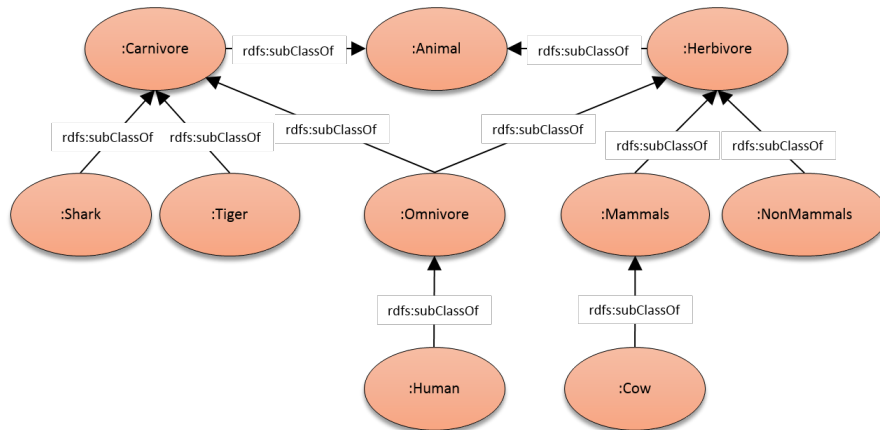 :Carnivore
rdfs:subClassOf
:Animal
rdfs:subClassOf
:Herbivore
rdfs:subClassOf
rdfs:subClassOf
rdfs:subClassOf
rdfs:subClassOf
rdfs:subClassOf
rdfs:subClassOf
:Shark
:Tiger
:Omnivore
:Mammals
:NonMammals
rdfs:subClassOf
rdfs:subClassOf
:Human
:Cow